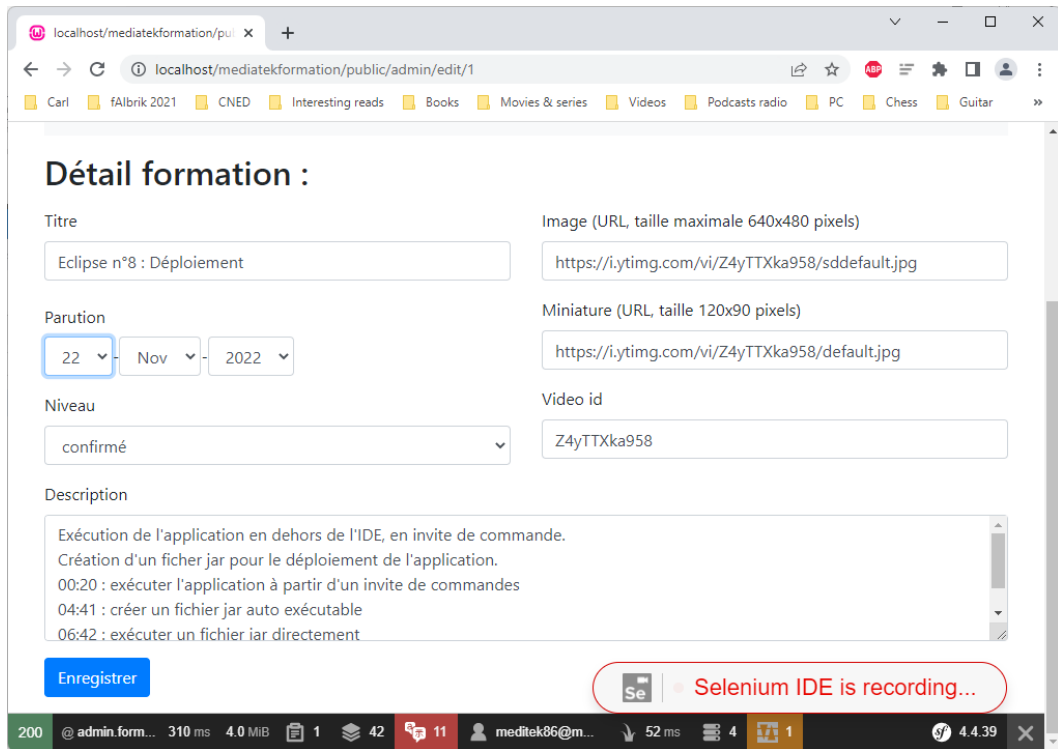 localhost/mediatekformation/pul
localhost/mediatekformation/public/admin/edit/1
ABP
Carl fAIbrik 2021 CNED Interesting reads Books Movies & series Videos Podcasts radio PC Chess Guitar »
Détail formation :
Titre
Eclipse n°8 : Déploiement
Parution
22 - Nov - 2022
Niveau
confirmé
Image (URL, taille maximale 640x480 pixels)
https://i.ytimg.com/vi/Z4yTTXka958/sddefault.jpg
Miniature (URL, taille 120x90 pixels)
https://i.ytimg.com/vi/Z4yTTXka958/default.jpg
Video id
Z4yTTXka958
Description
Exécution de l'application en dehors de l'IDE, en invite de commande.
Création d'un ficher jar pour le déploiement de l'application.
00:20 : exécuter l'application à partir d'un invite de commandes
04:41 : créer un fichier jar auto exécutable
06:42 : exécuter un fichier jar directement
Enregistrer
Se Selenium IDE is recording...
200 @ admin.form... 310 ms 4.0 MiB 1 42 11 meditek86@m... 52 ms 4 1 sf 4.4.39